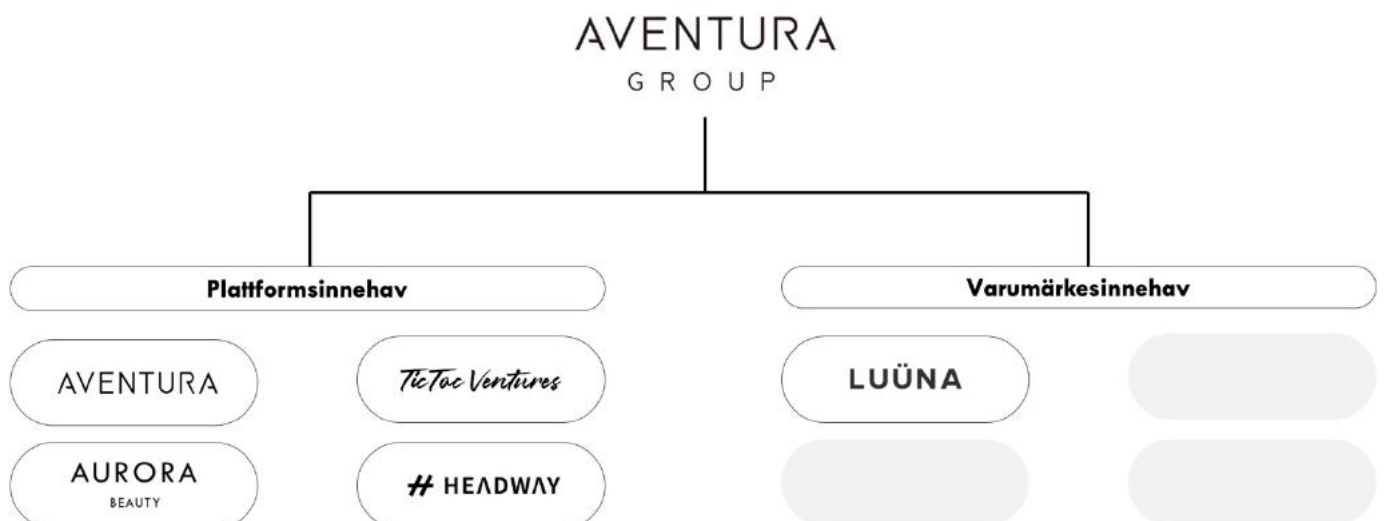 AVENTURA
GROUP
Plattformsinnehav
Varumärkesinnehav
AVENTURA
TicTac Ventures
LUÜNA
AURORA
BEAUTY
# HEADWAY